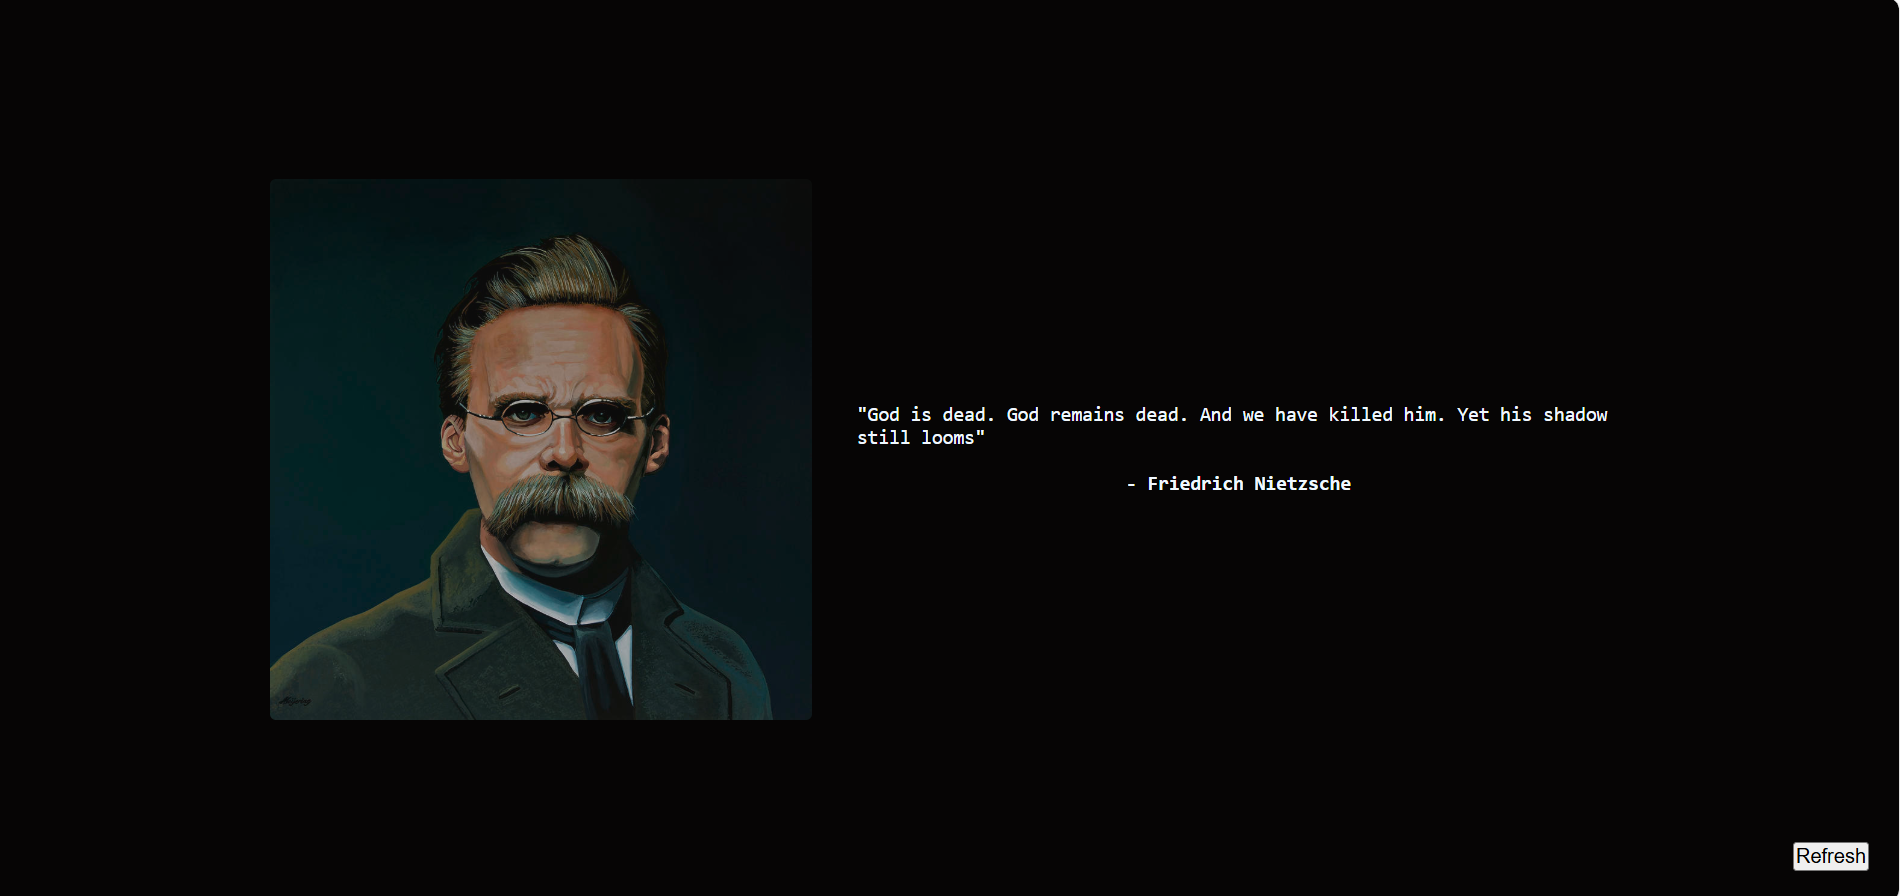 "God is dead. God remains dead. And we have killed him. Yet his shadow
still looms"
- Friedrich Nietzsche
Refresh